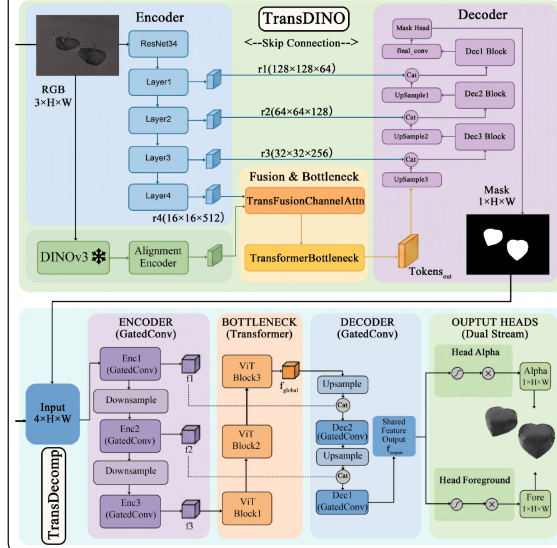 Encoder
TransDINO
Decoder
ResNet34
<--Skip Connection-->
Mask Head
final_conv
Dec1 Block
Layer1
r1(128×128×64)
Cat
UpSample1
Dec2 Block
RGB
3×H×W
Layer2
r2(64×64×128)
Cat
UpSample2
Dec3 Block
Layer3
r3(32×32×256)
Cat
UpSample3
Layer4
r4(16×16×512)
Fusion & Bottleneck
TransFusionChannelAttn
TransformerBottleneck
Mask
1×H×W
DINOv3
Alignment
Encoder
Tokens_out
ENCODER
(GatedConv)
BOTTLENECK
(Transformer)
DECODER
(GatedConv)
OUPTUT HEADS
(Dual Stream)
Input
4×H×W
TransDecomp
Enc1
(GatedConv)
f1
Downsample
Enc2
(GatedConv)
f2
Downsample
Enc3
(GatedConv)
f3
ViT
Block3
f_global
ViT
Block2
ViT
Block1
Upsample
Cat
Dec2
(GatedConv)
Upsample
Cat
Dec1
(GatedConv)
Shared
Feature
Output
Head Alpha
Alpha
1×H×W
Head Foreground
Fore
1×H×W